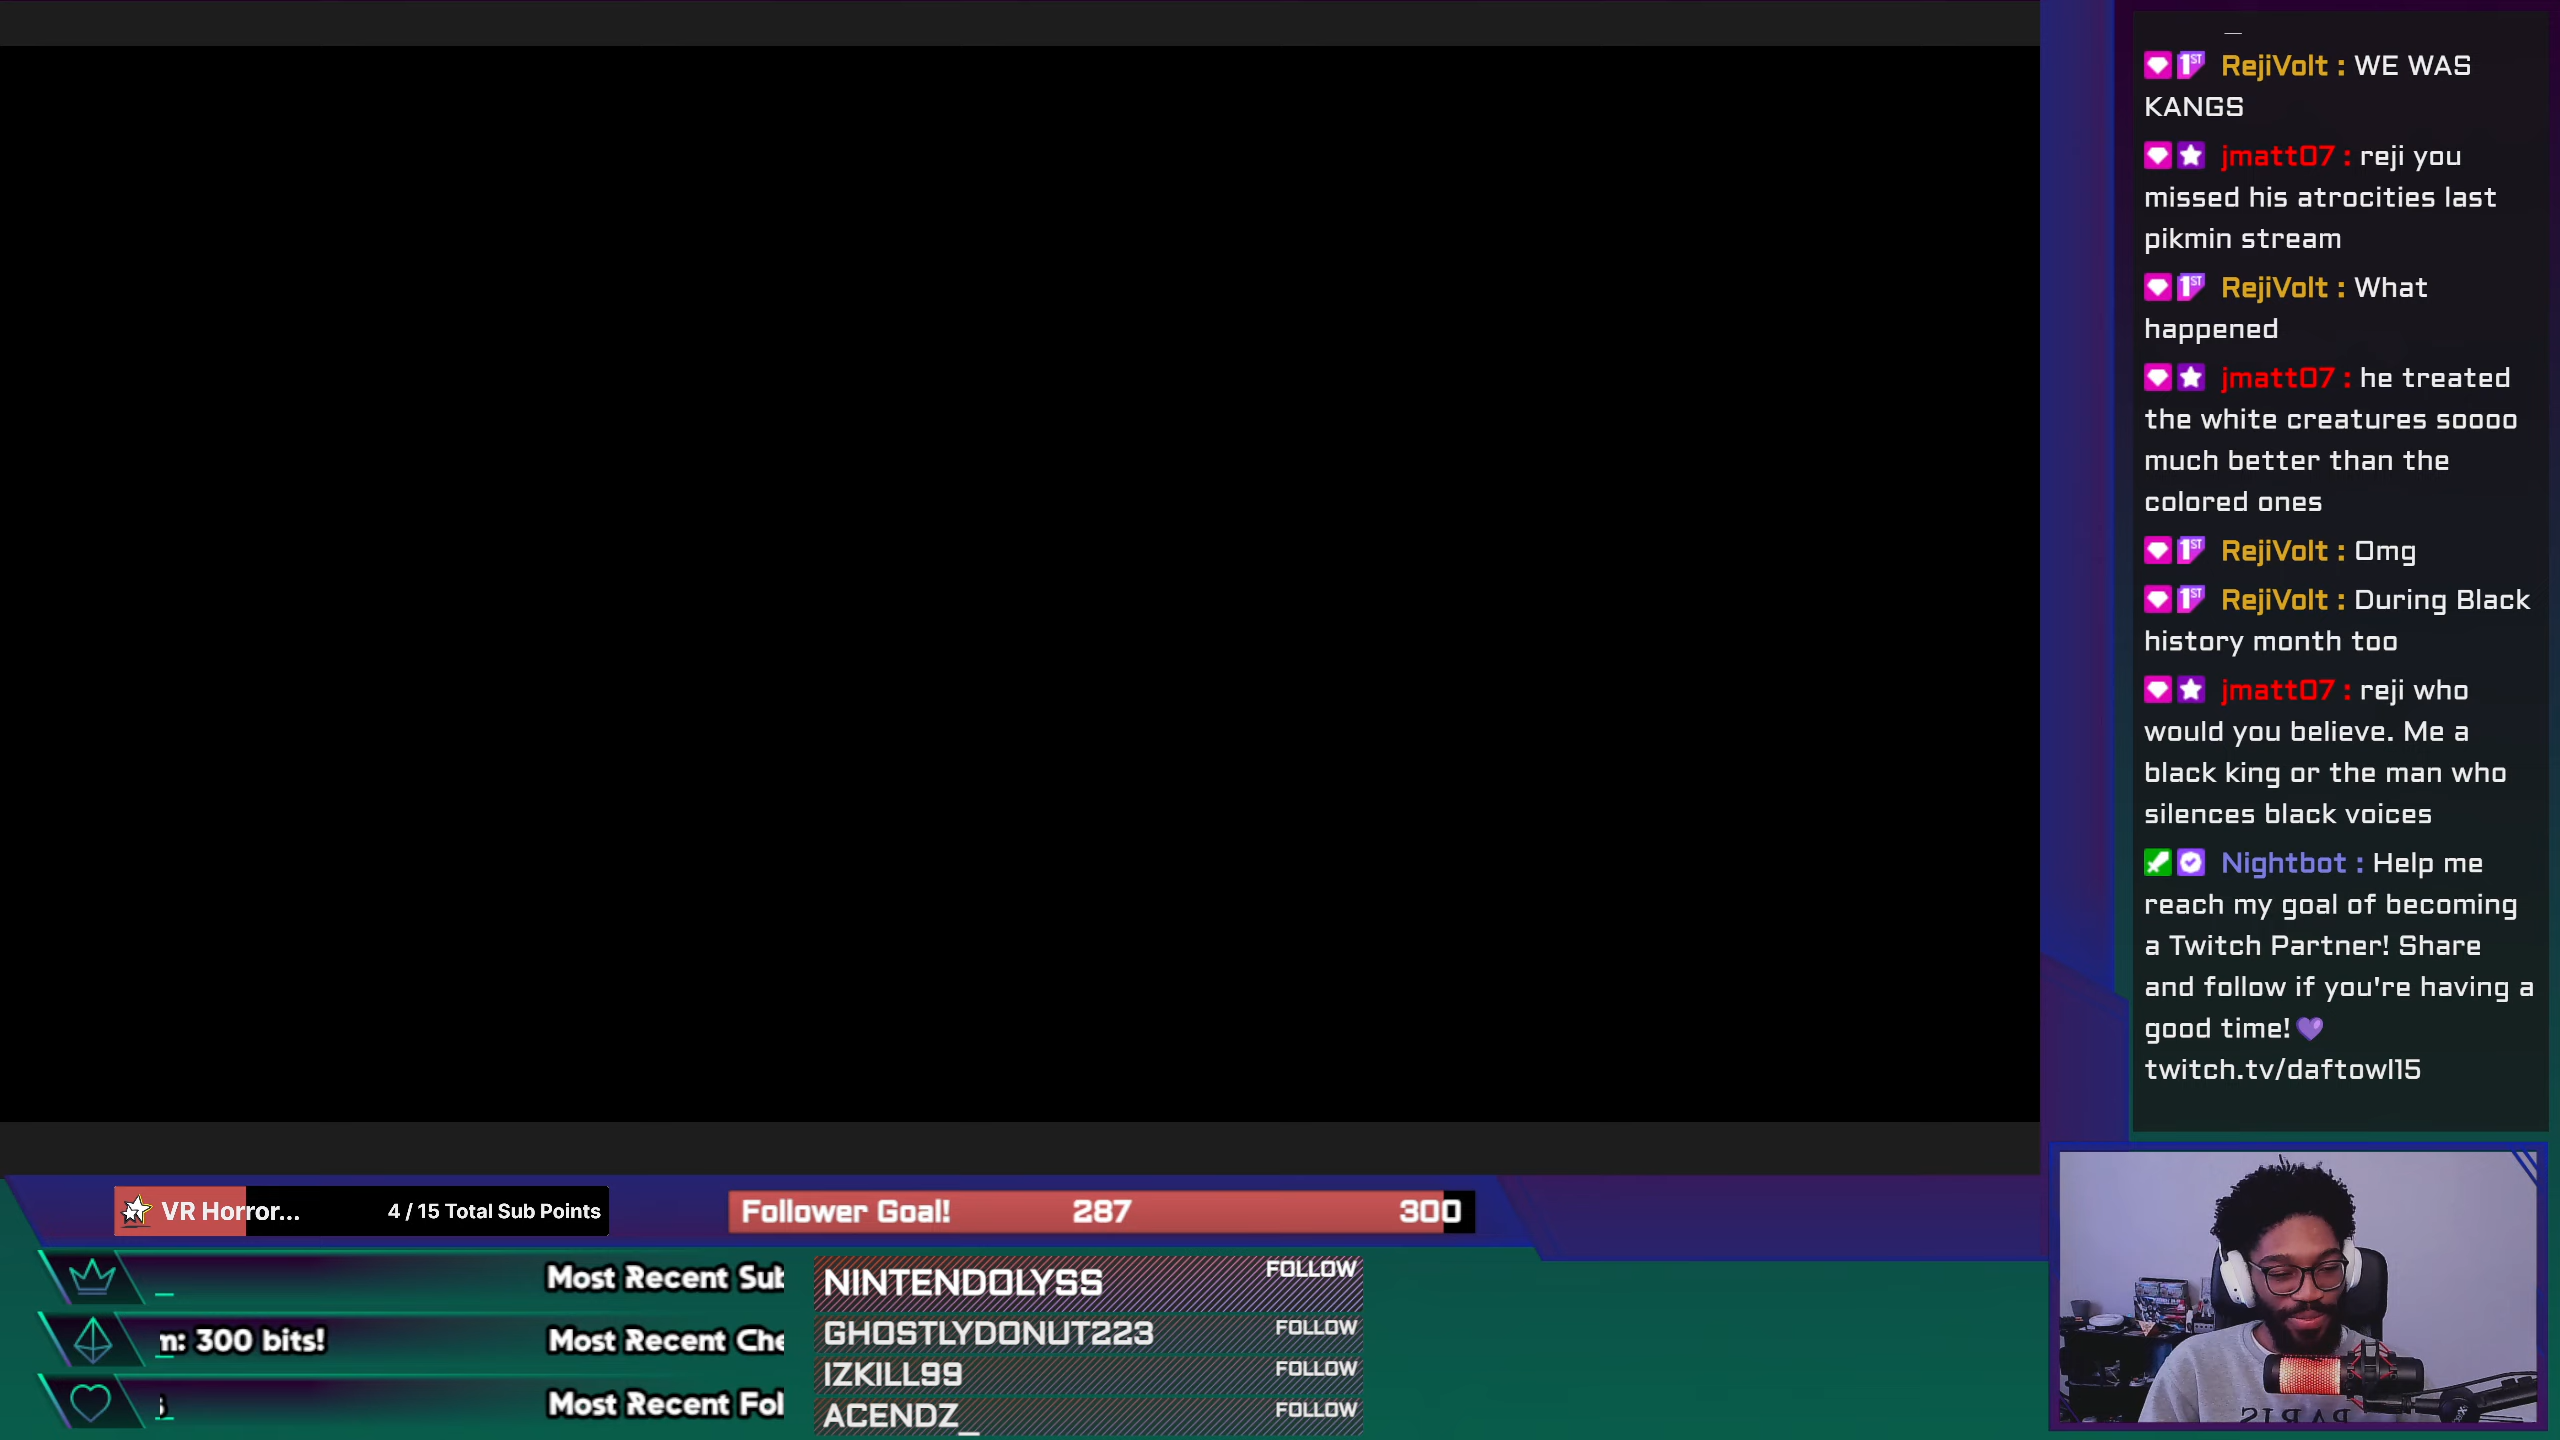 RejiVolt : WE WAS
KANGS
jmatt07 : reji you
missed his atrocities last
pikmin stream
RejiVolt : What
happened
jmatt07 : he treated
the white creatures soooo
much better than the
colored ones
RejiVolt : Omg
RejiVolt : During Black
history month too
jmatt07 : reji who
would you believe. Me a
black king or the man who
silences black voices
Nightbot : Help me
reach my goal of becoming
a Twitch Partner! Share
and follow if you're having a
good time!💜
twitch.tv/daftowl15
VR Horror... 4 / 15 Total Sub Points
Follower Goal! 287 300
Most Recent Sub
m: 300 bits! Most Recent Che
Most Recent Fol
NINTENDOLYSS FOLLOW
GHOSTLYDONUT223 FOLLOW
IZKILL99 FOLLOW
ACENDZ_ FOLLOW
PARIS